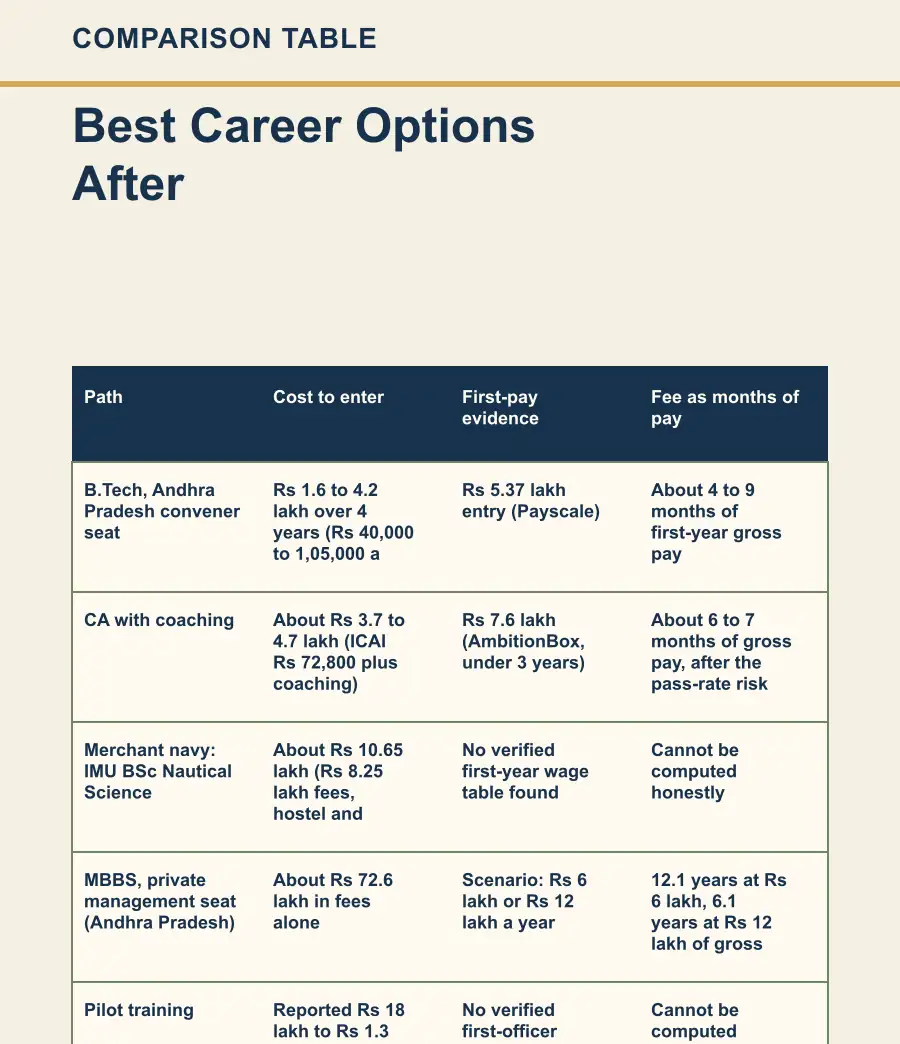 COMPARISON TABLE
Best Career Options
After
Path
Cost to enter
First-pay
evidence
Fee as months of
pay
B.Tech, Andhra
Pradesh convener
seat
Rs 1.6 to 4.2
lakh over 4
years (Rs 40,000
to 1,05,000 a
Rs 5.37 lakh
entry (Payscale)
About 4 to 9
months of
first-year gross
pay
CA with coaching
About Rs 3.7 to
4.7 lakh (ICAI
Rs 72,800 plus
coaching)
Rs 7.6 lakh
(AmbitionBox,
under 3 years)
About 6 to 7
months of gross
pay, after the
pass-rate risk
Merchant navy:
IMU BSc Nautical
Science
About Rs 10.65
lakh (Rs 8.25
lakh fees,
hostel and
No verified
first-year wage
table found
Cannot be
computed
honestly
MBBS, private
management seat
(Andhra Pradesh)
About Rs 72.6
lakh in fees
alone
Scenario: Rs 6
lakh or Rs 12
lakh a year
12.1 years at Rs
6 lakh, 6.1
years at Rs 12
lakh of gross
Pilot training
Reported Rs 18
lakh to Rs 1.3
No verified
first-officer
Cannot be
computed